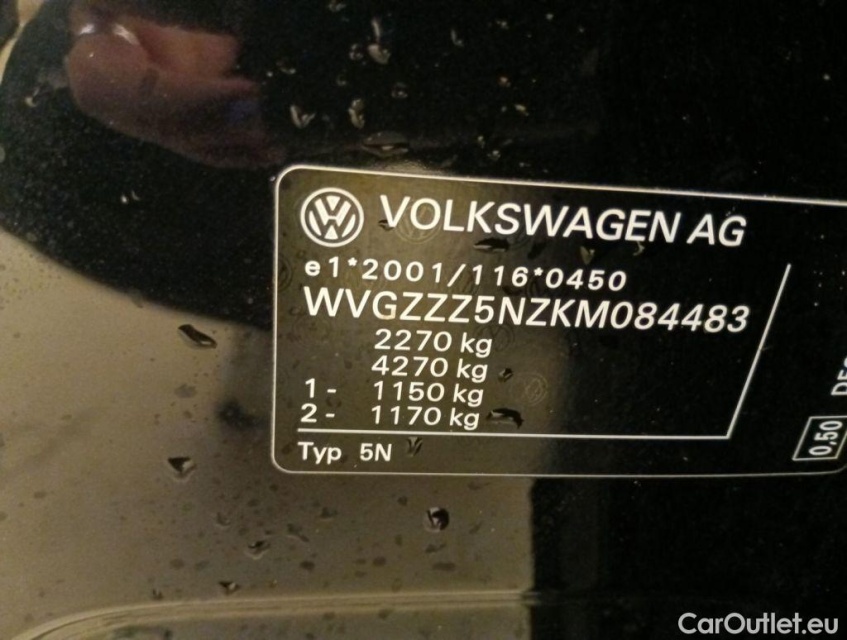 VOLKSWAGEN AG
e1*2001/116*0450
WVGZZZ5NZKM084483
2270 kg
4270 kg
1- 1150 kg
2- 1170 kg
Typ 5N
0,50
CarOutlet.eu